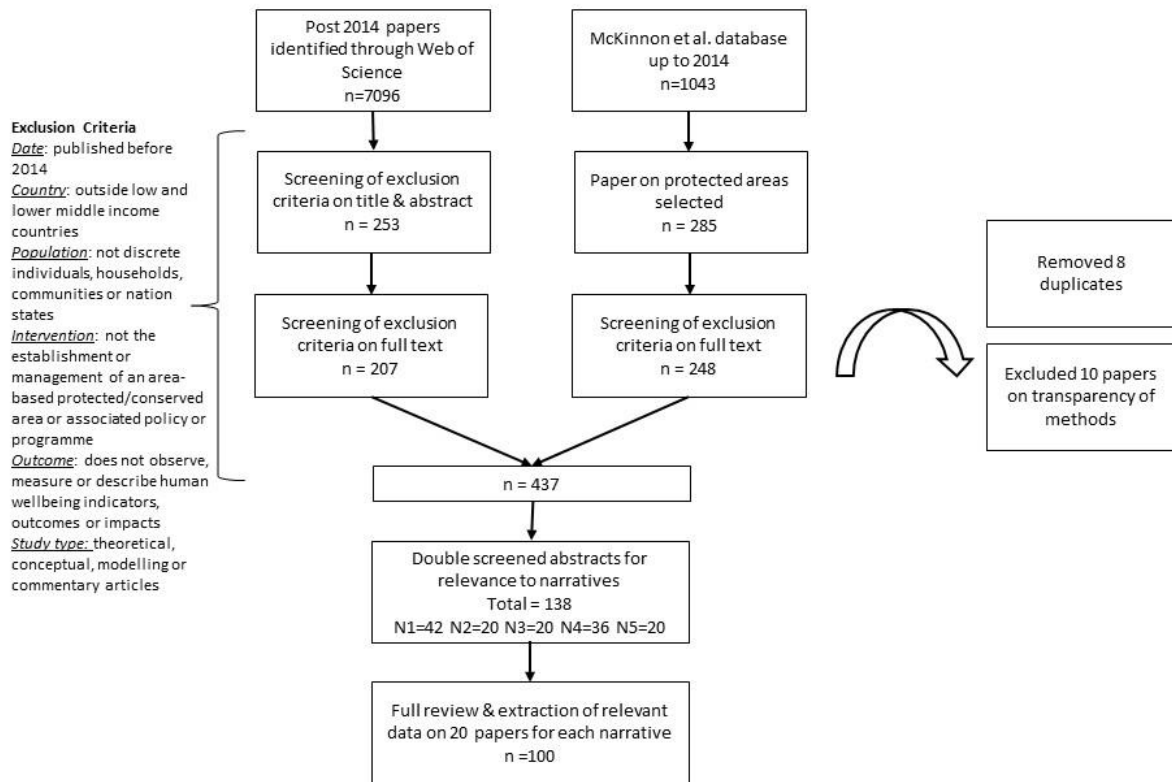 Post 2014 papers
identified through Web of
Science
n=7096
McKinnon et al. database
up to 2014
n=1043
Exclusion Criteria
Date: published before
2014
Country: outside low and
lower middle income
countries
Population: not discrete
individuals, households,
communities or nation
states
Intervention: not the
establishment or
management of an area-
based protected/conserved
area or associated policy or
programme
Outcome: does not observe,
measure or describe human
wellbeing indicators,
outcomes or impacts
Study type: theoretical,
conceptual, modelling or
commentary articles
Screening of exclusion
criteria on title & abstract
n = 253
Paper on protected areas
selected
n = 285
Screening of exclusion
criteria on full text
n = 207
Screening of exclusion
criteria on full text
n = 248
Removed 8
duplicates
Excluded 10 papers
on transparency of
methods
n = 437
Double screened abstracts for
relevance to narratives
Total = 138
N1=42 N2=20 N3=20 N4=36 N5=20
Full review & extraction of relevant
data on 20 papers for each narrative
n =100